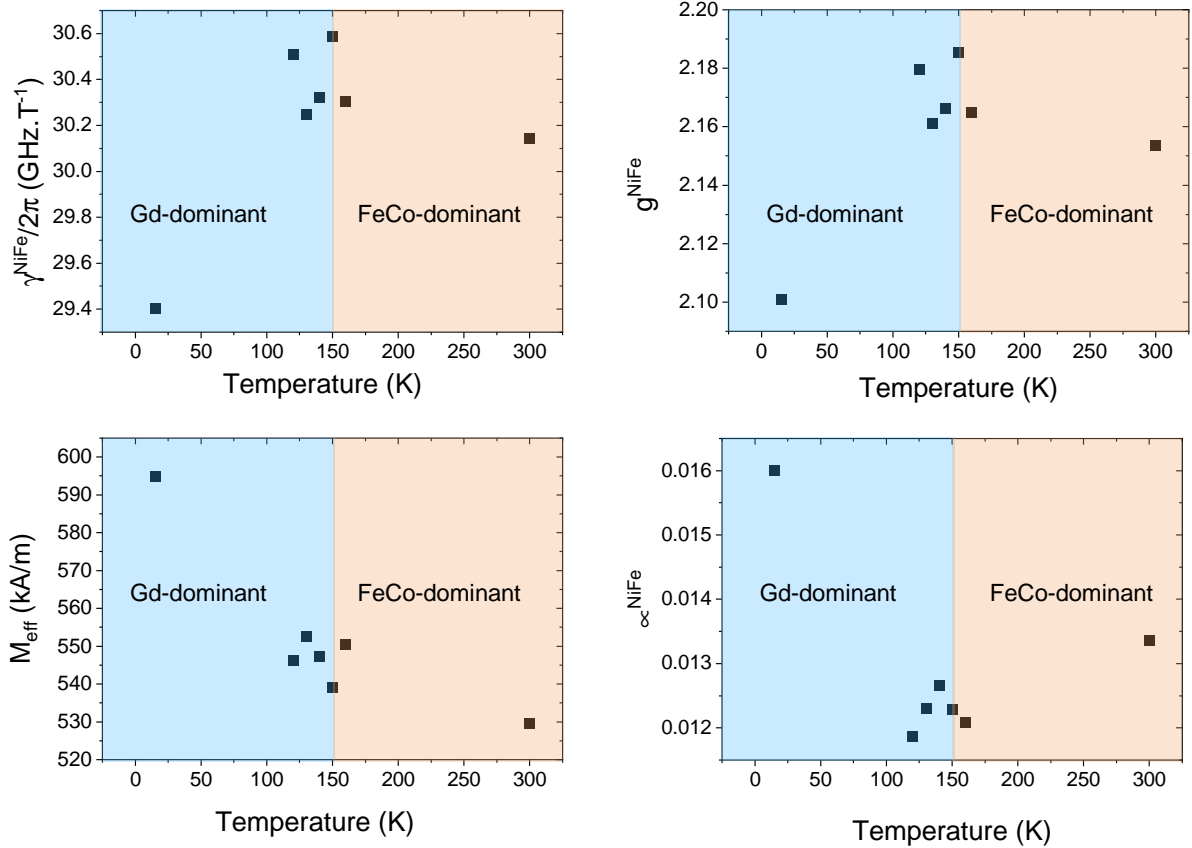 γ^NiFe/2π (GHz.T^-1)
30.6
30.4
30.2
30.0
29.8
29.6
29.4
Gd-dominant
FeCo-dominant
0 50 100 150 200 250 300
Temperature (K)
g^NiFe
2.20
2.18
2.16
2.14
2.12
2.10
Gd-dominant
FeCo-dominant
0 50 100 150 200 250 300
Temperature (K)
M_eff (kA/m)
600
590
580
570
560
550
540
530
520
Gd-dominant
FeCo-dominant
0 50 100 150 200 250 300
Temperature (K)
∝^NiFe
0.016
0.015
0.014
0.013
0.012
Gd-dominant
FeCo-dominant
0 50 100 150 200 250 300
Temperature (K)